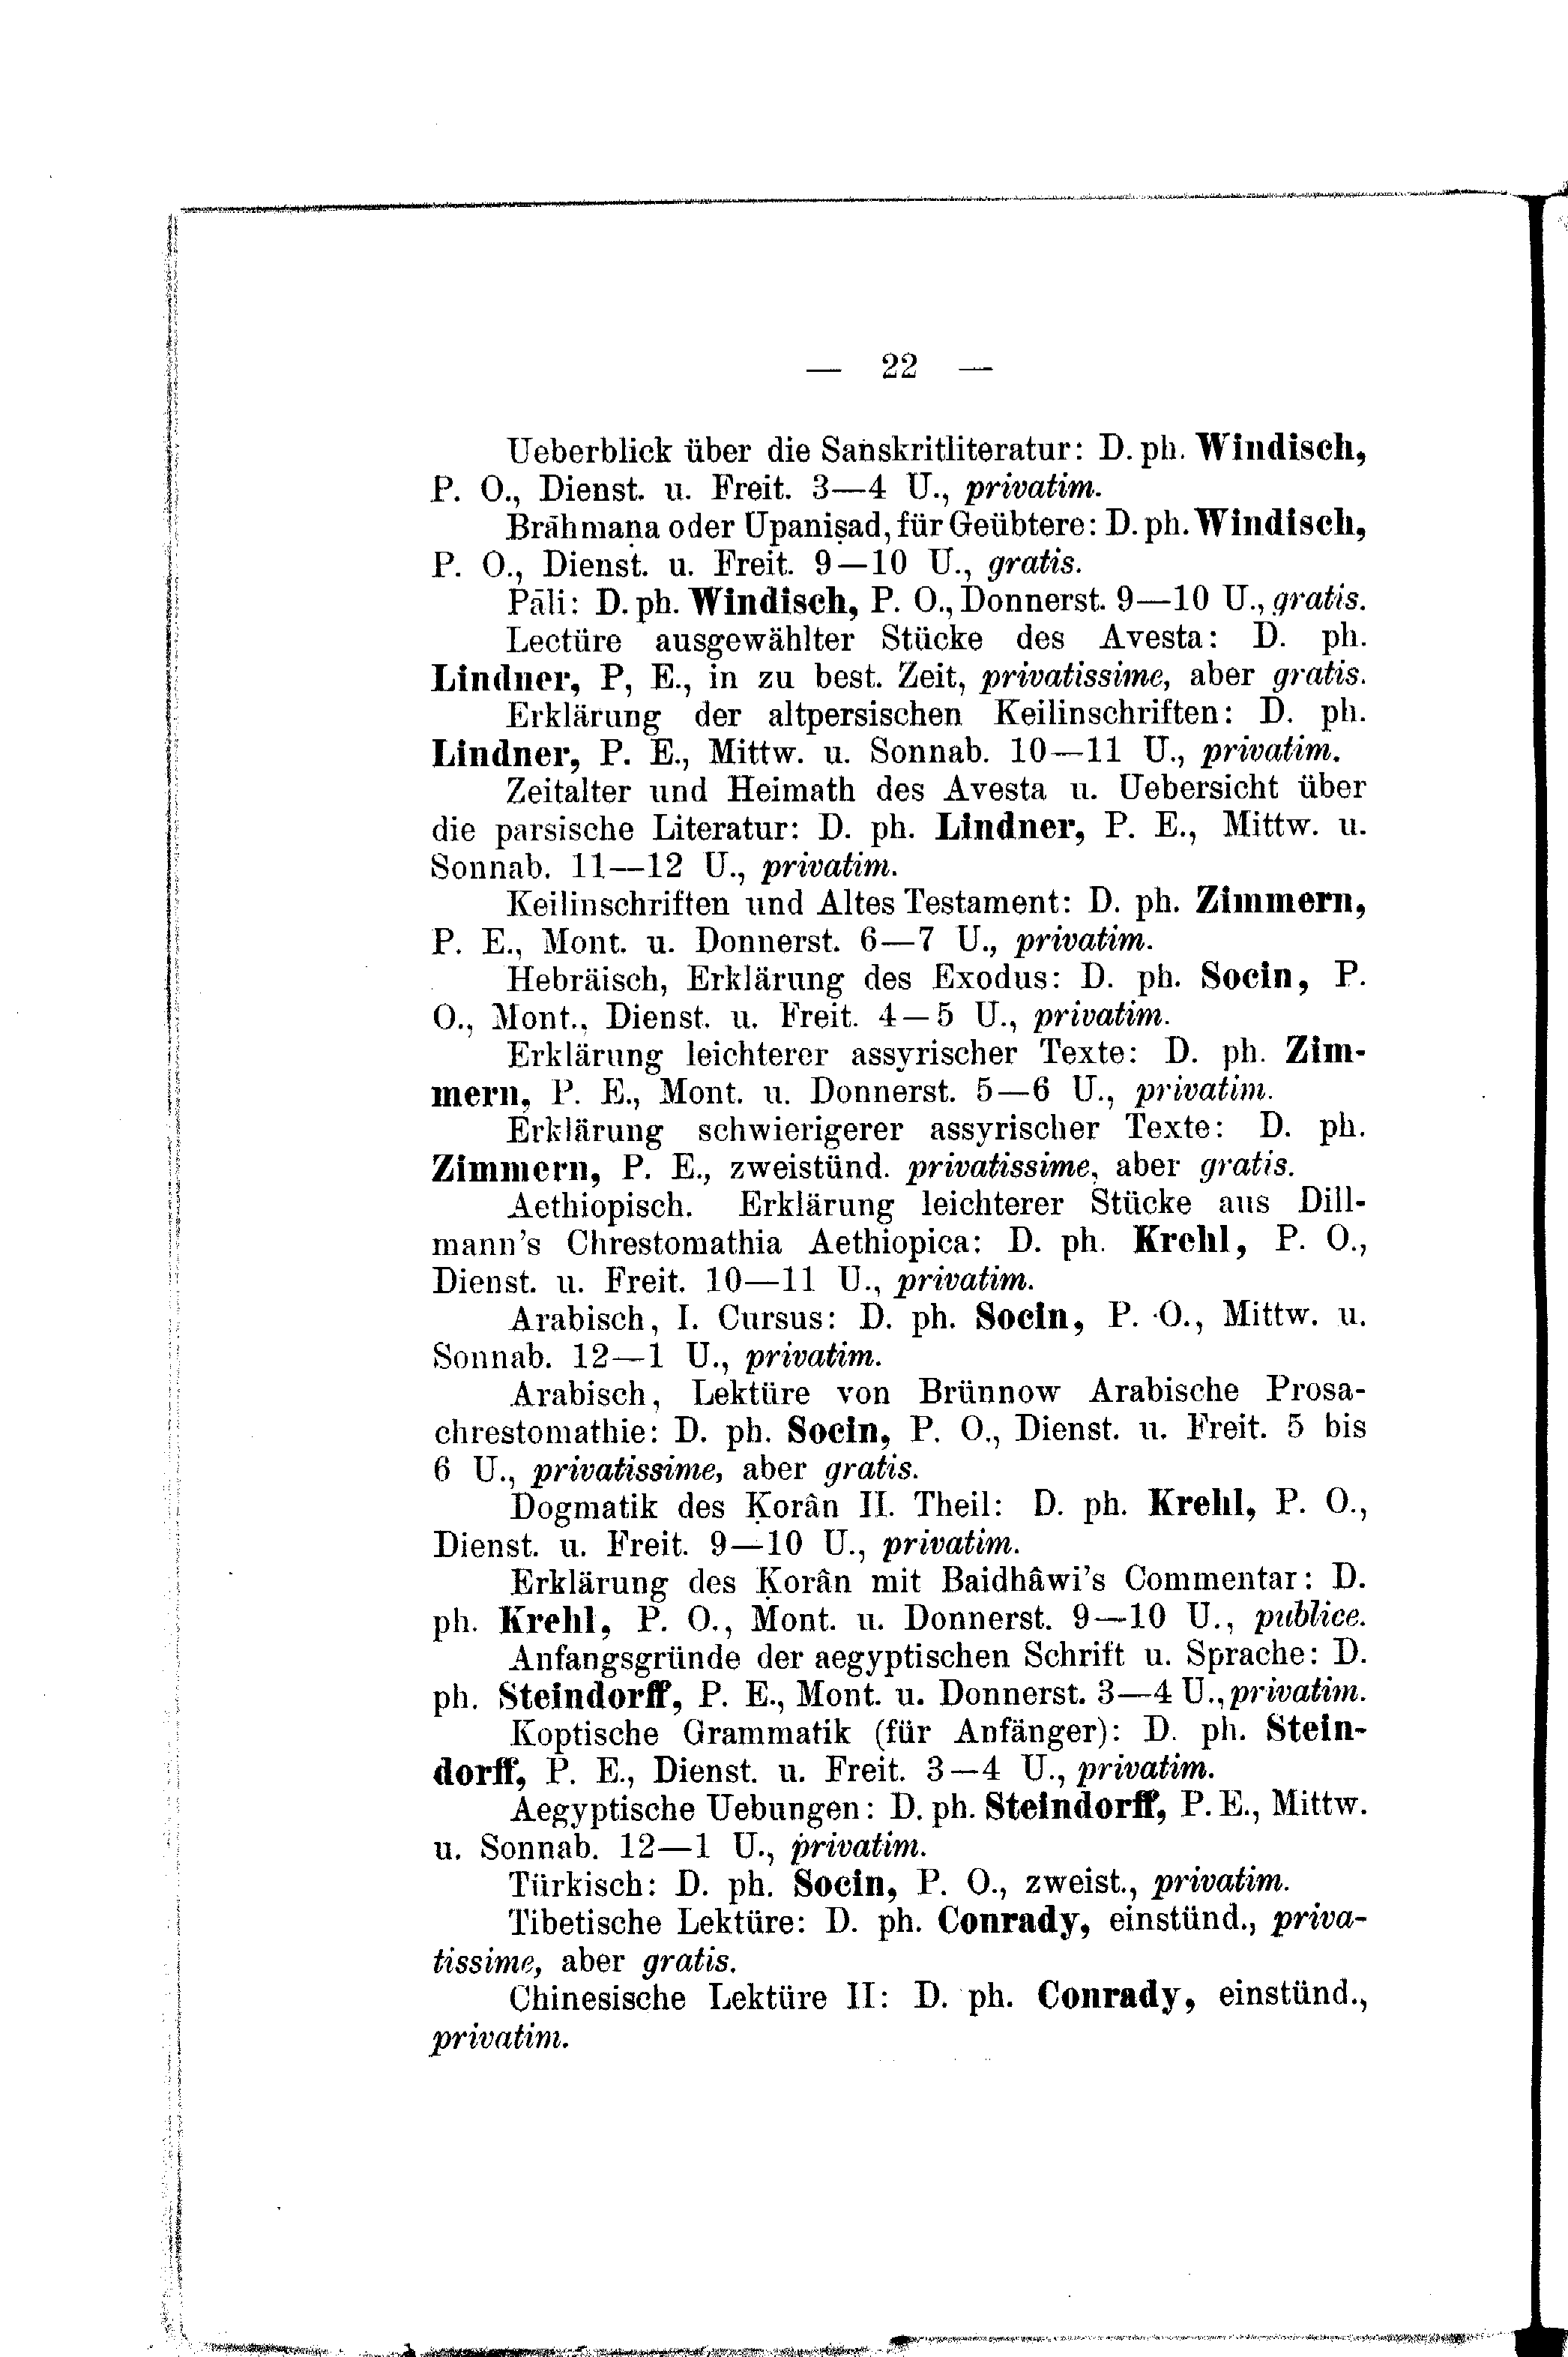 — 22 —
Ueberblick über die Sanskritliteratur: D. ph. Windisch,
P. O., Dienst. u. Freit. 3—4 U., privatim.
Brāhmaṇa oder Upaniṣad, für Geübtere: D. ph. Windisch,
P. O., Dienst. u. Freit. 9—10 U., gratis.
Pāli: D. ph. Windisch, P. O., Donnerst. 9—10 U., gratis.
Lectüre ausgewählter Stücke des Avesta: D. ph.
Lindner, P, E., in zu best. Zeit, privatissime, aber gratis.
Erklärung der altpersischen Keilinschriften: D. ph.
Lindner, P. E., Mittw. u. Sonnab. 10—11 U., privatim.
Zeitalter und Heimath des Avesta u. Uebersicht über
die parsische Literatur: D. ph. Lindner, P. E., Mittw. u.
Sonnab. 11—12 U., privatim.
Keilinschriften und Altes Testament: D. ph. Zimmern,
P. E., Mont. u. Donnerst. 6—7 U., privatim.
Hebräisch, Erklärung des Exodus: D. ph. Socin, P.
O., Mont., Dienst. u. Freit. 4—5 U., privatim.
Erklärung leichterer assyrischer Texte: D. ph. Zim-
mern, P. E., Mont. u. Donnerst. 5—6 U., privatim.
Erklärung schwierigerer assyrischer Texte: D. ph.
Zimmern, P. E., zweistünd. privatissime, aber gratis.
Aethiopisch. Erklärung leichterer Stücke aus Dill-
mann's Chrestomathia Aethiopica: D. ph. Krehl, P. O.,
Dienst. u. Freit. 10—11 U., privatim.
Arabisch, I. Cursus: D. ph. Socin, P. O., Mittw. u.
Sonnab. 12—1 U., privatim.
Arabisch, Lektüre von Brünnow Arabische Prosa-
chrestomathie: D. ph. Socin, P. O., Dienst. u. Freit. 5 bis
6 U., privatissime, aber gratis.
Dogmatik des Ḳorân II. Theil: D. ph. Krehl, P. O.,
Dienst. u. Freit. 9—10 U., privatim.
Erklärung des Ḳorân mit Baidhâwi's Commentar: D.
ph. Krehl, P. O., Mont. u. Donnerst. 9—10 U., publice.
Anfangsgründe der aegyptischen Schrift u. Sprache: D.
ph. Steindorff, P. E., Mont. u. Donnerst. 3—4 U., privatim.
Koptische Grammatik (für Anfänger): D. ph. Stein-
dorff, P. E., Dienst. u. Freit. 3—4 U., privatim.
Aegyptische Uebungen: D. ph. Steindorff, P. E., Mittw.
u. Sonnab. 12—1 U., privatim.
Türkisch: D. ph. Socin, P. O., zweist., privatim.
Tibetische Lektüre: D. ph. Conrady, einstünd., priva-
tissime, aber gratis.
Chinesische Lektüre II: D. ph. Conrady, einstünd.,
privatim.